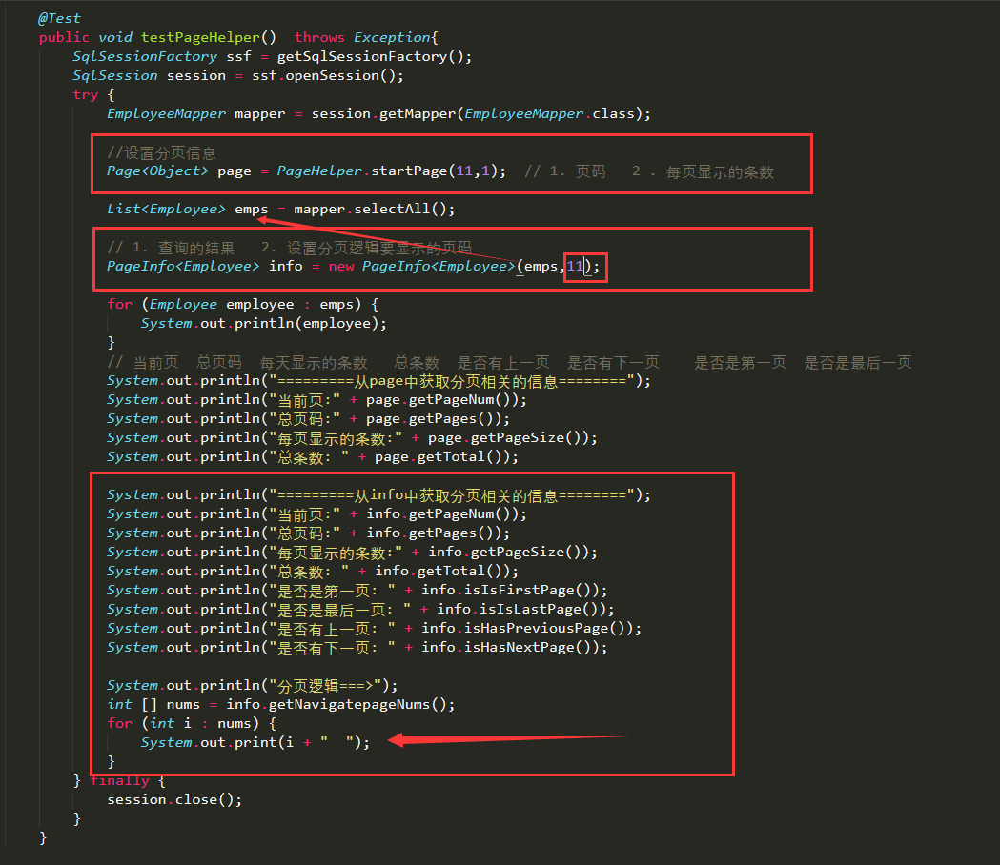 @Test
public void testPageHelper()  throws Exception{
SqlSessionFactory ssf = getSqlSessionFactory();
SqlSession session = ssf.openSession();
try {
EmployeeMapper mapper = session.getMapper(EmployeeMapper.class);
//设置分页信息
Page<Object> page = PageHelper.startPage(11,1);  // 1. 页码   2 . 每页显示的条数
List<Employee> emps = mapper.selectAll();
// 1. 查询的结果   2. 设置分页逻辑要显示的页码
PageInfo<Employee> info = new PageInfo<Employee>(emps,11);
for (Employee employee : emps) {
System.out.println(employee);
}
// 当前页  总页码  每天显示的条数   总条数  是否有上一页  是否有下一页    是否是第一页  是否是最后一页
System.out.println("=========从page中获取分页相关的信息========");
System.out.println("当前页:" + page.getPageNum());
System.out.println("总页码:" + page.getPages());
System.out.println("每页显示的条数:" + page.getPageSize());
System.out.println("总条数: " + page.getTotal());
System.out.println("=========从info中获取分页相关的信息========");
System.out.println("当前页:" + info.getPageNum());
System.out.println("总页码:" + info.getPages());
System.out.println("每页显示的条数:" + info.getPageSize());
System.out.println("总条数: " + info.getTotal());
System.out.println("是否是第一页: " + info.isIsFirstPage());
System.out.println("是否是最后一页: " + info.isIsLastPage());
System.out.println("是否有上一页: " + info.isHasPreviousPage());
System.out.println("是否有下一页: " + info.isHasNextPage());
System.out.println("分页逻辑===>");
int [] nums = info.getNavigatepageNums();
for (int i : nums) {
System.out.print(i + "  ");
}
} finally {
session.close();
}
}